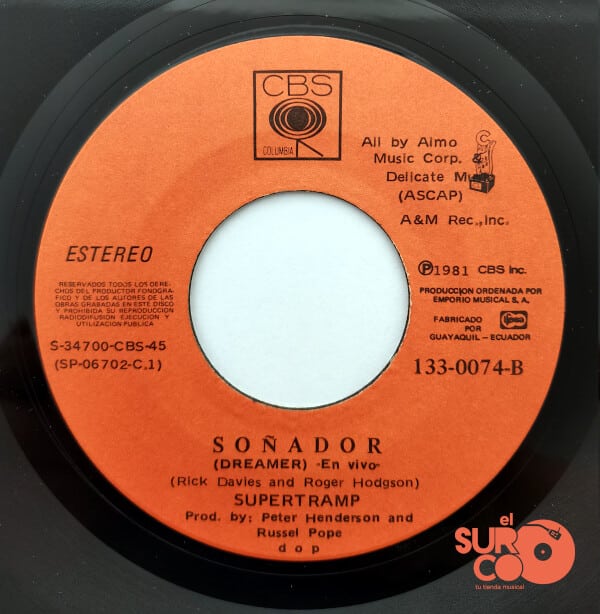 CBS
COLUMBIA
All by Almo
Music Corp. &
Delicate M
(ASCAP)
A&M Rec.,Inc.
ESTEREO
RESERVADOS TODOS LOS DERE-
CHOS DEL PRODUCTOR FONOGRA-
FICO Y DE LOS AUTORES DE LAS
OBRAS GRABADAS EN ESTE DISCO
Y PROHIBIDA SU REPRODUCCION
RADIODIFUSION EJECUCION Y
UTILIZACION PUBLICA
S-34700-CBS-45
(SP-06702-C.1)
℗1981 CBS Inc.
PRODUCCION ORDENADA POR
EMPORIO MUSICAL S, A,
FABRICADO
POR
GUAYAQUIL - ECUADOR
133-0074-B
SOÑADOR
(DREAMER) -En vivo-
(Rick Davies and Roger Hodgson)
SUPERTRAMP
Prod. by: Peter Henderson and
Russel Pope
d o p
el
SURCO
tu tienda musical